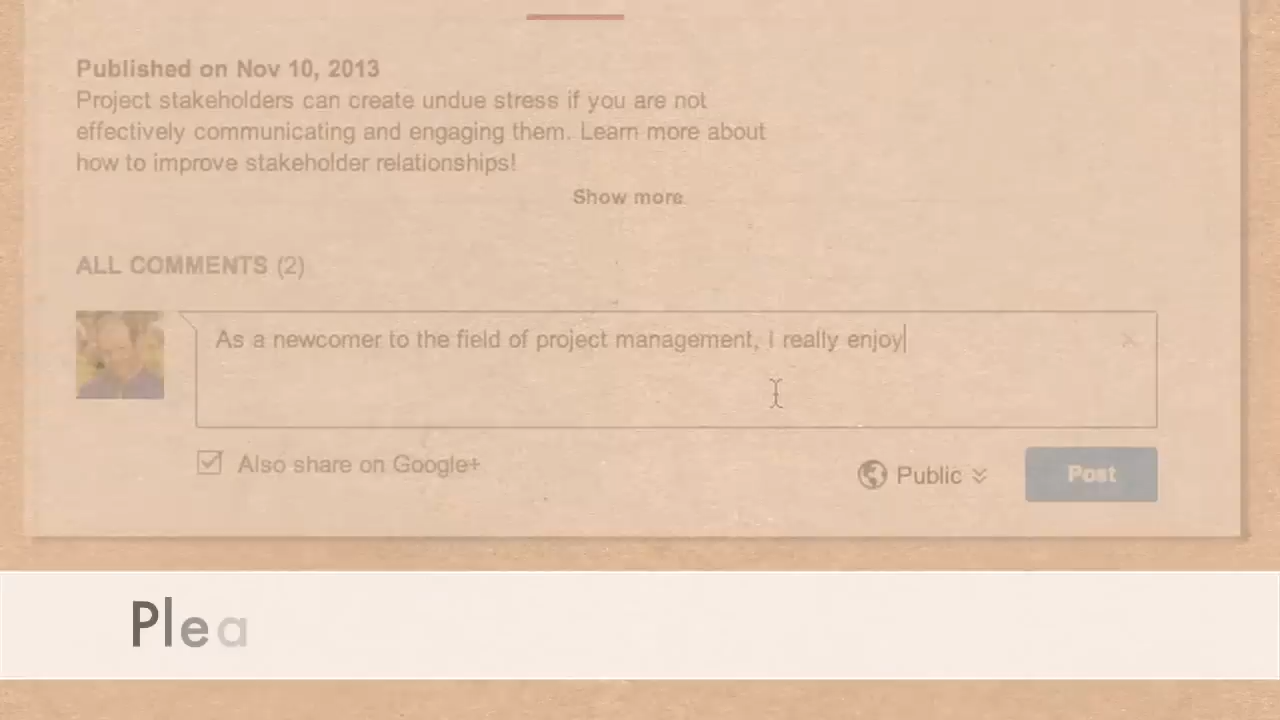 Published on Nov 10, 2013
Project stakeholders can create undue stress if you are not
effectively communicating and engaging them. Learn more about
how to improve stakeholder relationships!
Show more
ALL COMMENTS (2)
As a newcomer to the field of project management, I really enjoy
Also share on Google+
Public
Post
Plea